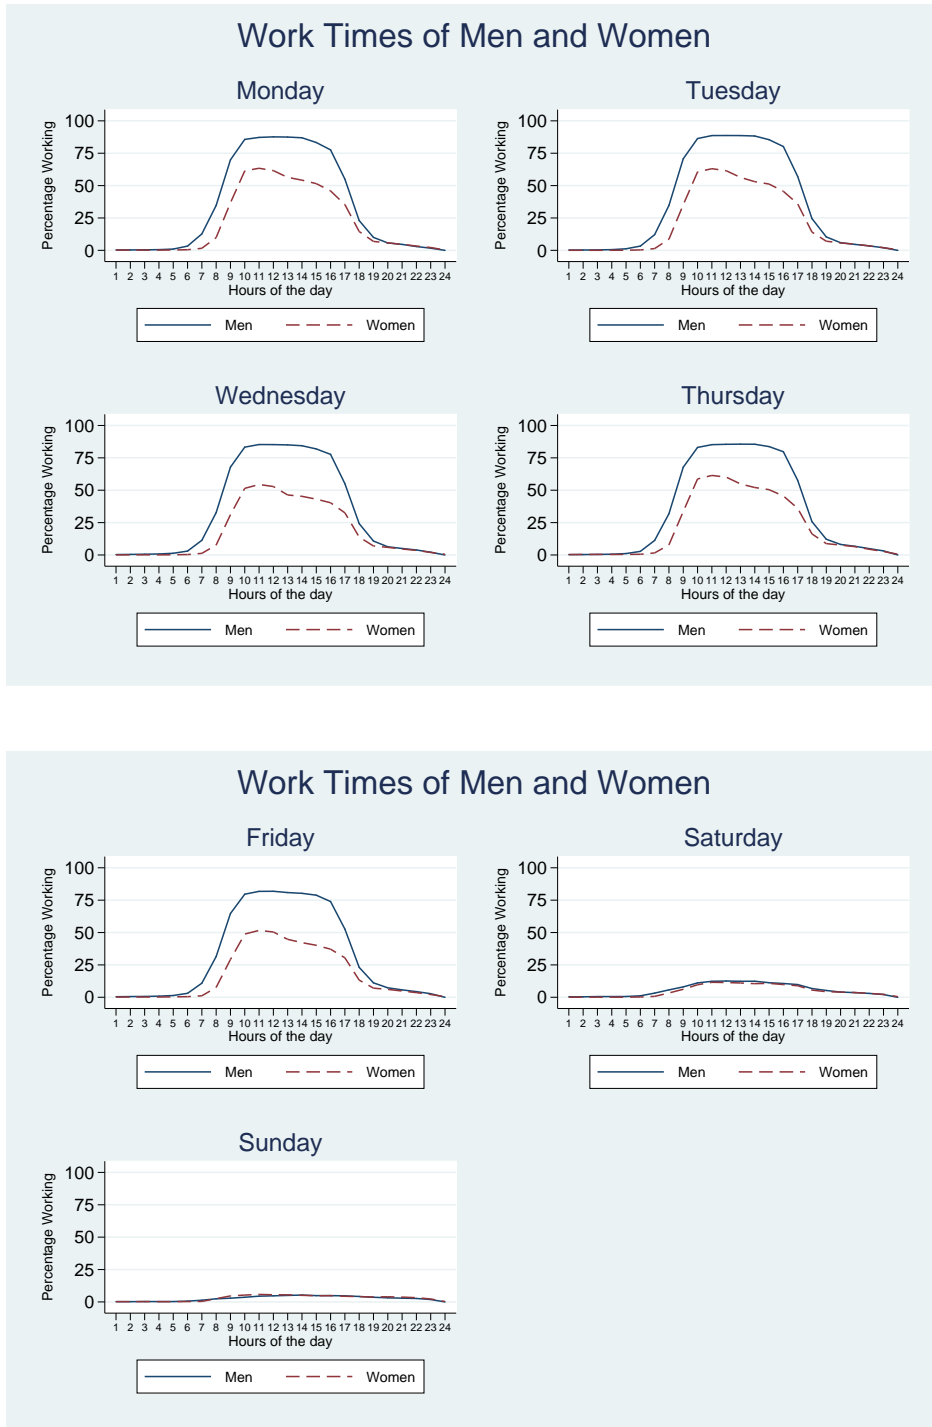 Work Times of Men and Women
Monday
Percentage Working
100
75
50
25
0
1 2 3 4 5 6 7 8 9 10 11 12 13 14 15 16 17 18 19 20 21 22 23 24
Hours of the day
Men Women
Tuesday
Percentage Working
100
75
50
25
0
1 2 3 4 5 6 7 8 9 10 11 12 13 14 15 16 17 18 19 20 21 22 23 24
Hours of the day
Men Women
Wednesday
Percentage Working
100
75
50
25
0
1 2 3 4 5 6 7 8 9 10 11 12 13 14 15 16 17 18 19 20 21 22 23 24
Hours of the day
Men Women
Thursday
Percentage Working
100
75
50
25
0
1 2 3 4 5 6 7 8 9 10 11 12 13 14 15 16 17 18 19 20 21 22 23 24
Hours of the day
Men Women
Work Times of Men and Women
Friday
Percentage Working
100
75
50
25
0
1 2 3 4 5 6 7 8 9 10 11 12 13 14 15 16 17 18 19 20 21 22 23 24
Hours of the day
Men Women
Saturday
Percentage Working
100
75
50
25
0
1 2 3 4 5 6 7 8 9 10 11 12 13 14 15 16 17 18 19 20 21 22 23 24
Hours of the day
Men Women
Sunday
Percentage Working
100
75
50
25
0
1 2 3 4 5 6 7 8 9 10 11 12 13 14 15 16 17 18 19 20 21 22 23 24
Hours of the day
Men Women